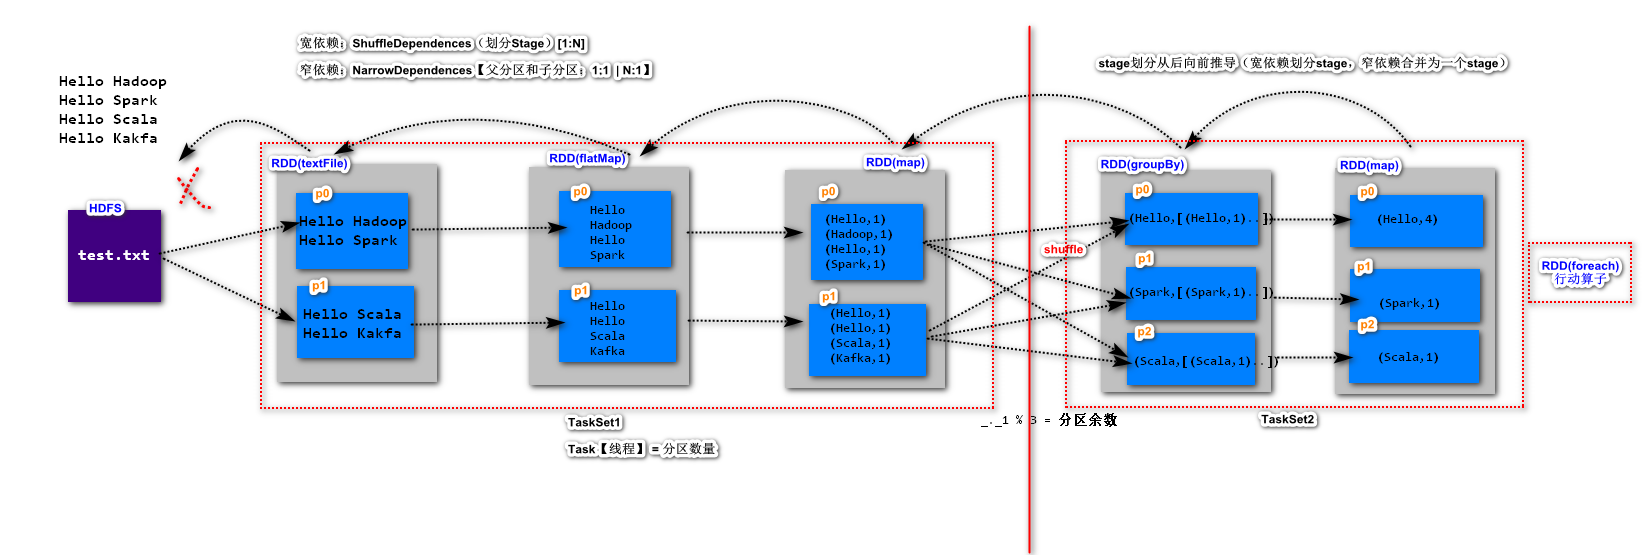 宽依赖：ShuffleDependences（划分Stage）[1:N]
窄依赖：NarrowDependences【父分区和子分区：1:1 | N:1】
stage划分从后向前推导（宽依赖划分stage，窄依赖合并为一个stage）
Hello Hadoop
Hello Spark
Hello Scala
Hello Kakfa
HDFS
test.txt
RDD(textFile)
p0
Hello Hadoop
Hello Spark
p1
Hello Scala
Hello Kakfa
RDD(flatMap)
p0
Hello
Hadoop
Hello
Spark
p1
Hello
Hello
Scala
Kafka
RDD(map)
p0
(Hello,1)
(Hadoop,1)
(Hello,1)
(Spark,1)
p1
(Hello,1)
(Hello,1)
(Scala,1)
(Kafka,1)
shuffle
RDD(groupBy)
p0
(Hello,[(Hello,1)..])
p1
(Spark,[(Spark,1)..])
p2
(Scala,[(Scala,1)..])
RDD(map)
p0
(Hello,4)
p1
(Spark,1)
p2
(Scala,1)
RDD(foreach)
行动算子
TaskSet1
Task【线程】 = 分区数量
_._1 % 3 = 分区余数
TaskSet2